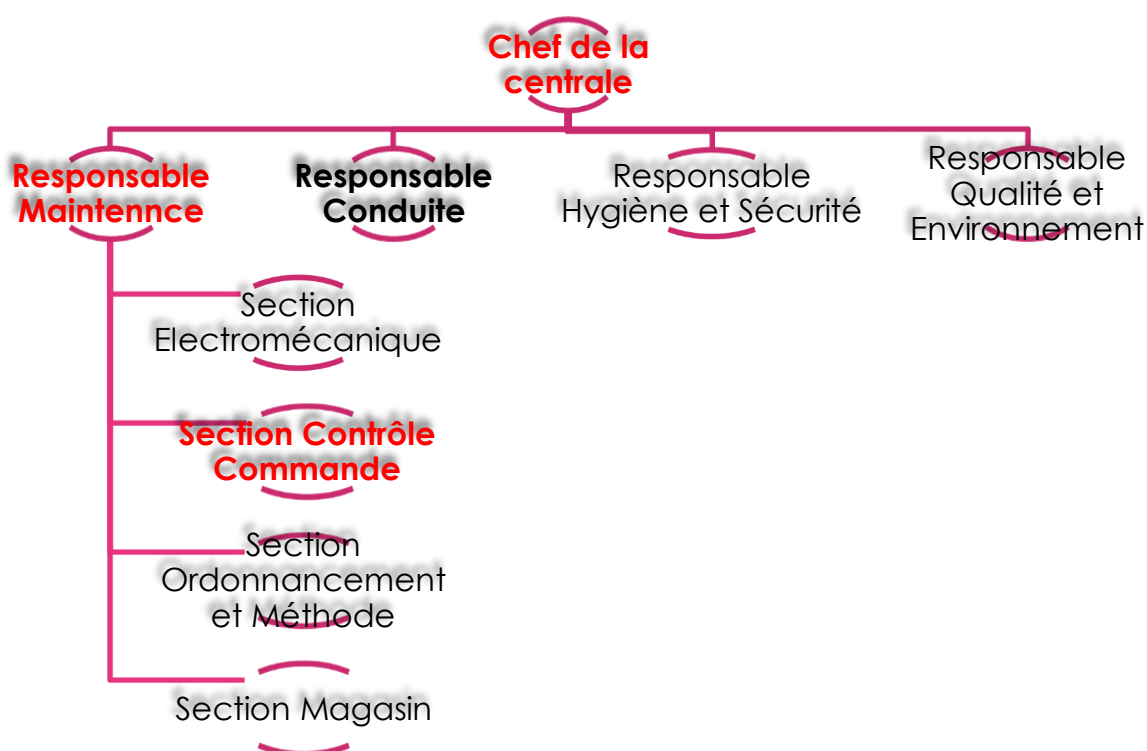 Chef de la
centrale
Responsable
Maintennce
Responsable
Conduite
Responsable
Hygiène et Sécurité
Responsable
Qualité et
Environnement
Section
Electromécanique
Section Contrôle
Commande
Section
Ordonnancement
et Méthode
Section Magasin